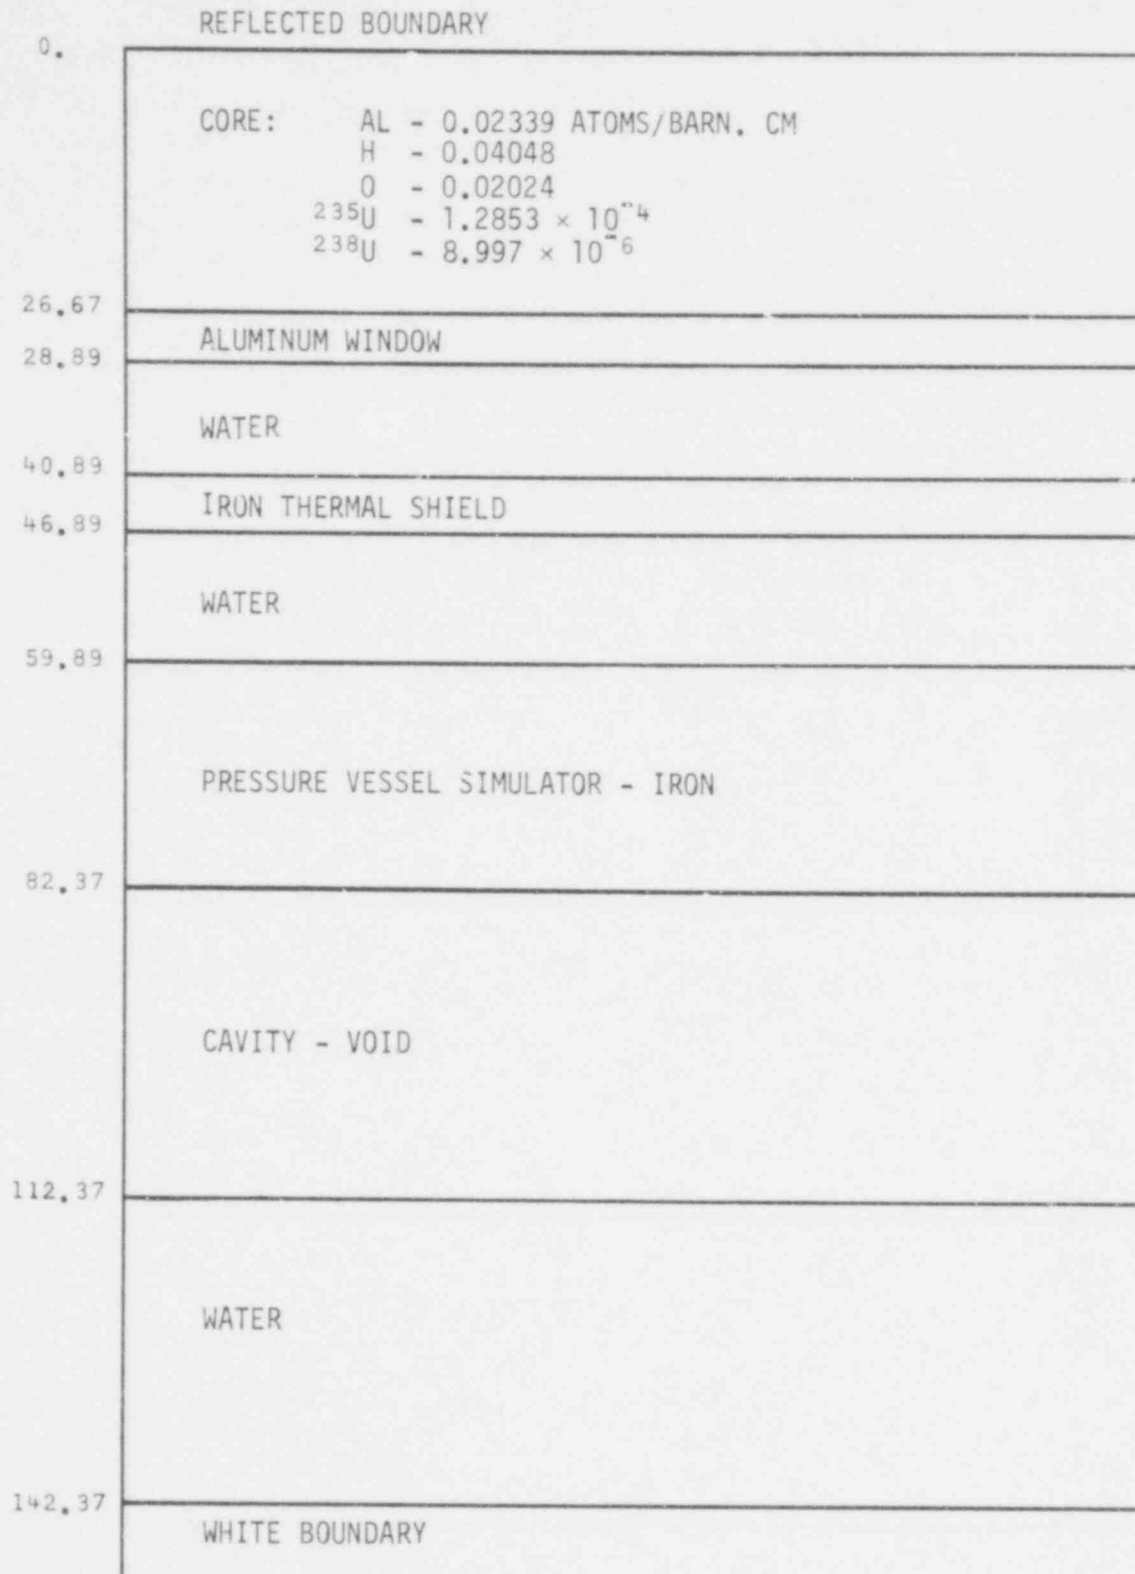 REFLECTED BOUNDARY
0.
CORE: AL - 0.02339 ATOMS/BARN. CM
H - 0.04048
O - 0.02024
²³⁵U - 1.2853 × 10⁻⁴
²³⁸U - 8.997 × 10⁻⁶
26.67
ALUMINUM WINDOW
28.89
WATER
40.89
IRON THERMAL SHIELD
46.89
WATER
59.89
PRESSURE VESSEL SIMULATOR - IRON
82.37
CAVITY - VOID
112.37
WATER
142.37
WHITE BOUNDARY